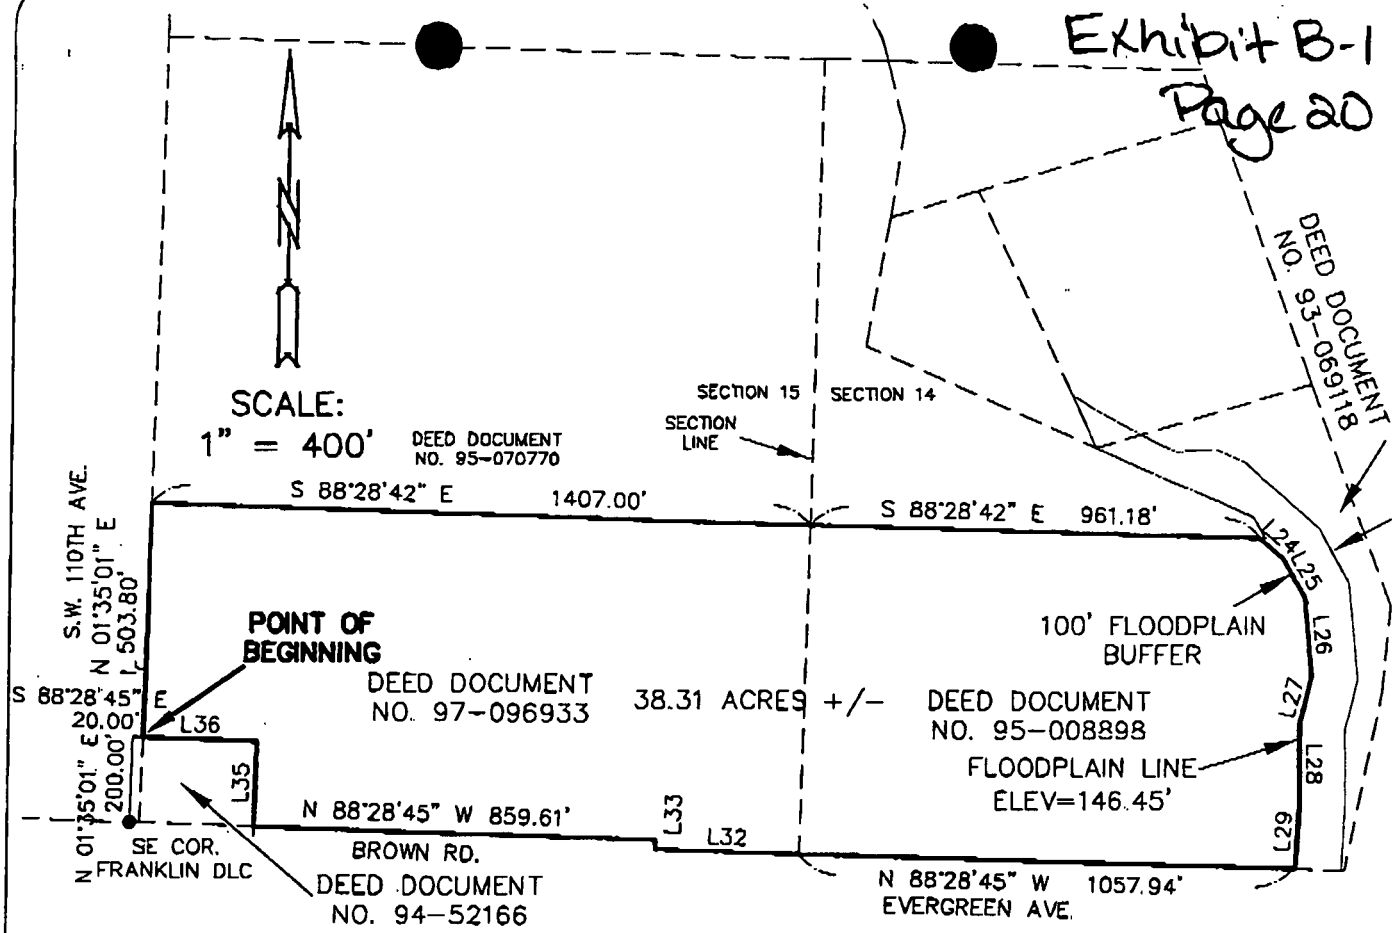 Exhibit B-1
Page 20
N
DEED DOCUMENT
NO. 93-069118
SCALE:
1" = 400'
DEED DOCUMENT
NO. 95-070770
SECTION 15
SECTION 14
SECTION
LINE
S 88°28'42" E 1407.00'
S 88°28'42" E 961.18'
L24
L25
L26
L27
L28
L29
S.W. 110TH AVE.
N 01°35'01" E
503.80'
POINT OF
BEGINNING
100' FLOODPLAIN
BUFFER
DEED DOCUMENT
NO. 97-096933
38.31 ACRES +/-
DEED DOCUMENT
NO. 95-008898
S 88°28'45" E
20.00'
L36
L35
N 01°35'01" E
200.00'
FLOODPLAIN LINE
ELEV=146.45'
N 88°28'45" W 859.61'
L33
L32
SE COR.
FRANKLIN DLC
BROWN RD.
DEED DOCUMENT
NO. 94-52166
N 88°28'45" W 1057.94'
EVERGREEN AVE.